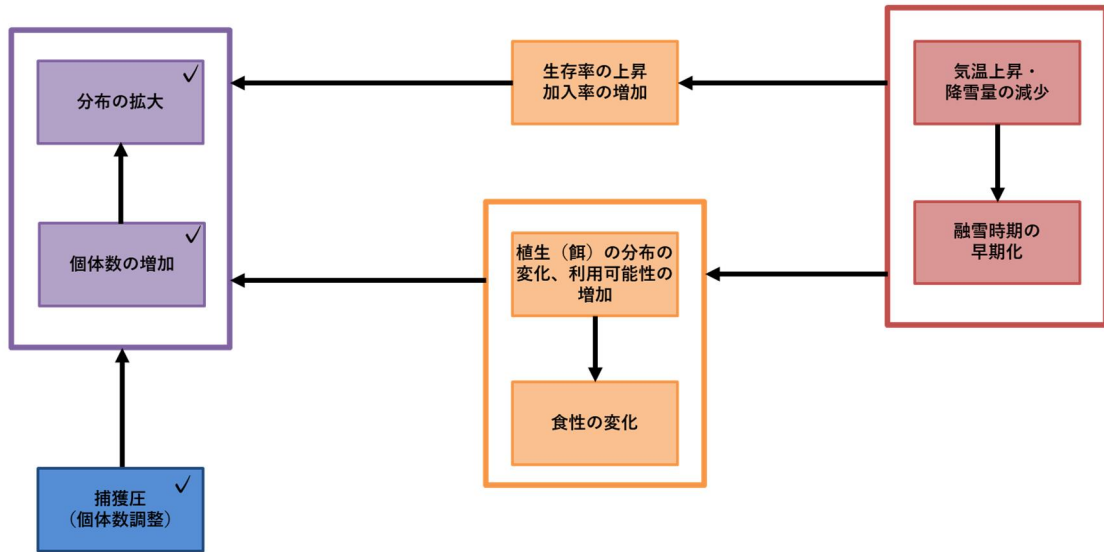 分布の拡大
✓
生存率の上昇
加入率の増加
気温上昇・
降雪量の減少
個体数の増加
✓
植生（餌）の分布の
変化、利用可能性の
増加
融雪時期の
早期化
食性の変化
捕獲圧
（個体数調整）
✓